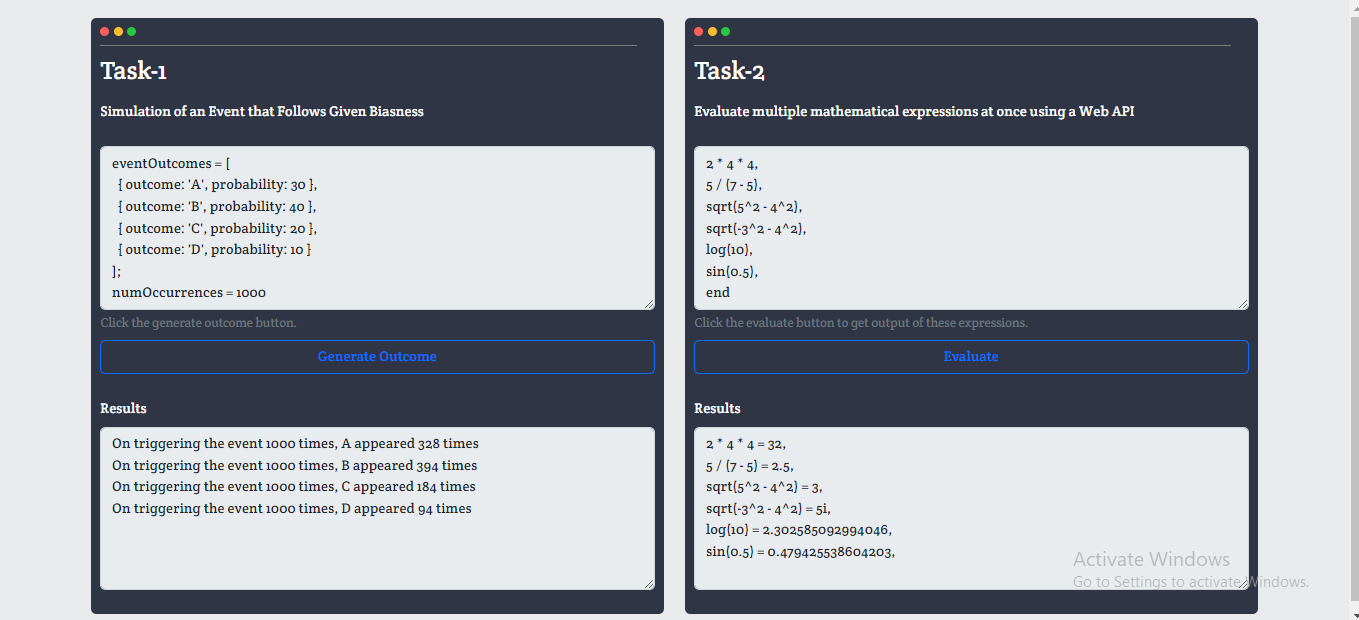 Task-1
Simulation of an Event that Follows Given Biasness
eventOutcomes = [
{ outcome: 'A', probability: 30 },
{ outcome: 'B', probability: 40 },
{ outcome: 'C', probability: 20 },
{ outcome: 'D', probability: 10 }
];
numOccurrences = 1000
Click the generate outcome button.
Generate Outcome
Results
On triggering the event 1000 times, A appeared 328 times
On triggering the event 1000 times, B appeared 394 times
On triggering the event 1000 times, C appeared 184 times
On triggering the event 1000 times, D appeared 94 times
Task-2
Evaluate multiple mathematical expressions at once using a Web API
2 * 4 * 4,
5 / (7 - 5),
sqrt(5^2 - 4^2),
sqrt(-3^2 - 4^2),
log(10),
sin(0.5),
end
Click the evaluate button to get output of these expressions.
Evaluate
Results
2 * 4 * 4 = 32,
5 / (7 - 5) = 2.5,
sqrt(5^2 - 4^2) = 3,
sqrt(-3^2 - 4^2) = 5i,
log(10) = 2.302585092994046,
sin(0.5) = 0.479425538604203,
Activate Windows
Go to Settings to activate Windows.